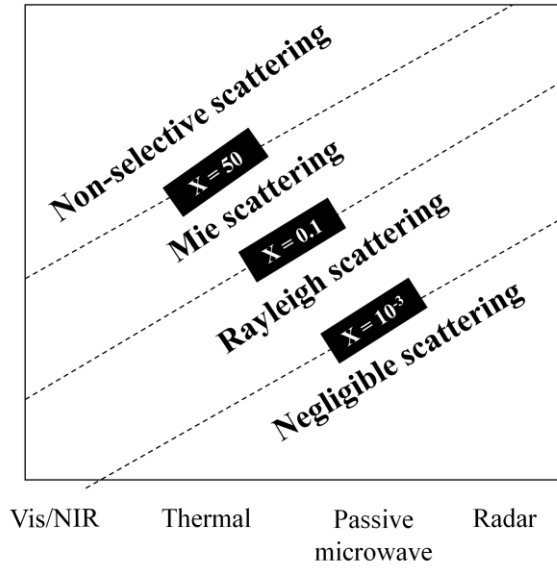 Non-selective scattering
X = 50
Mie scattering
X = 0.1
Rayleigh scattering
X = 10⁻³
Negligible scattering
Vis/NIR
Thermal
Passive
microwave
Radar